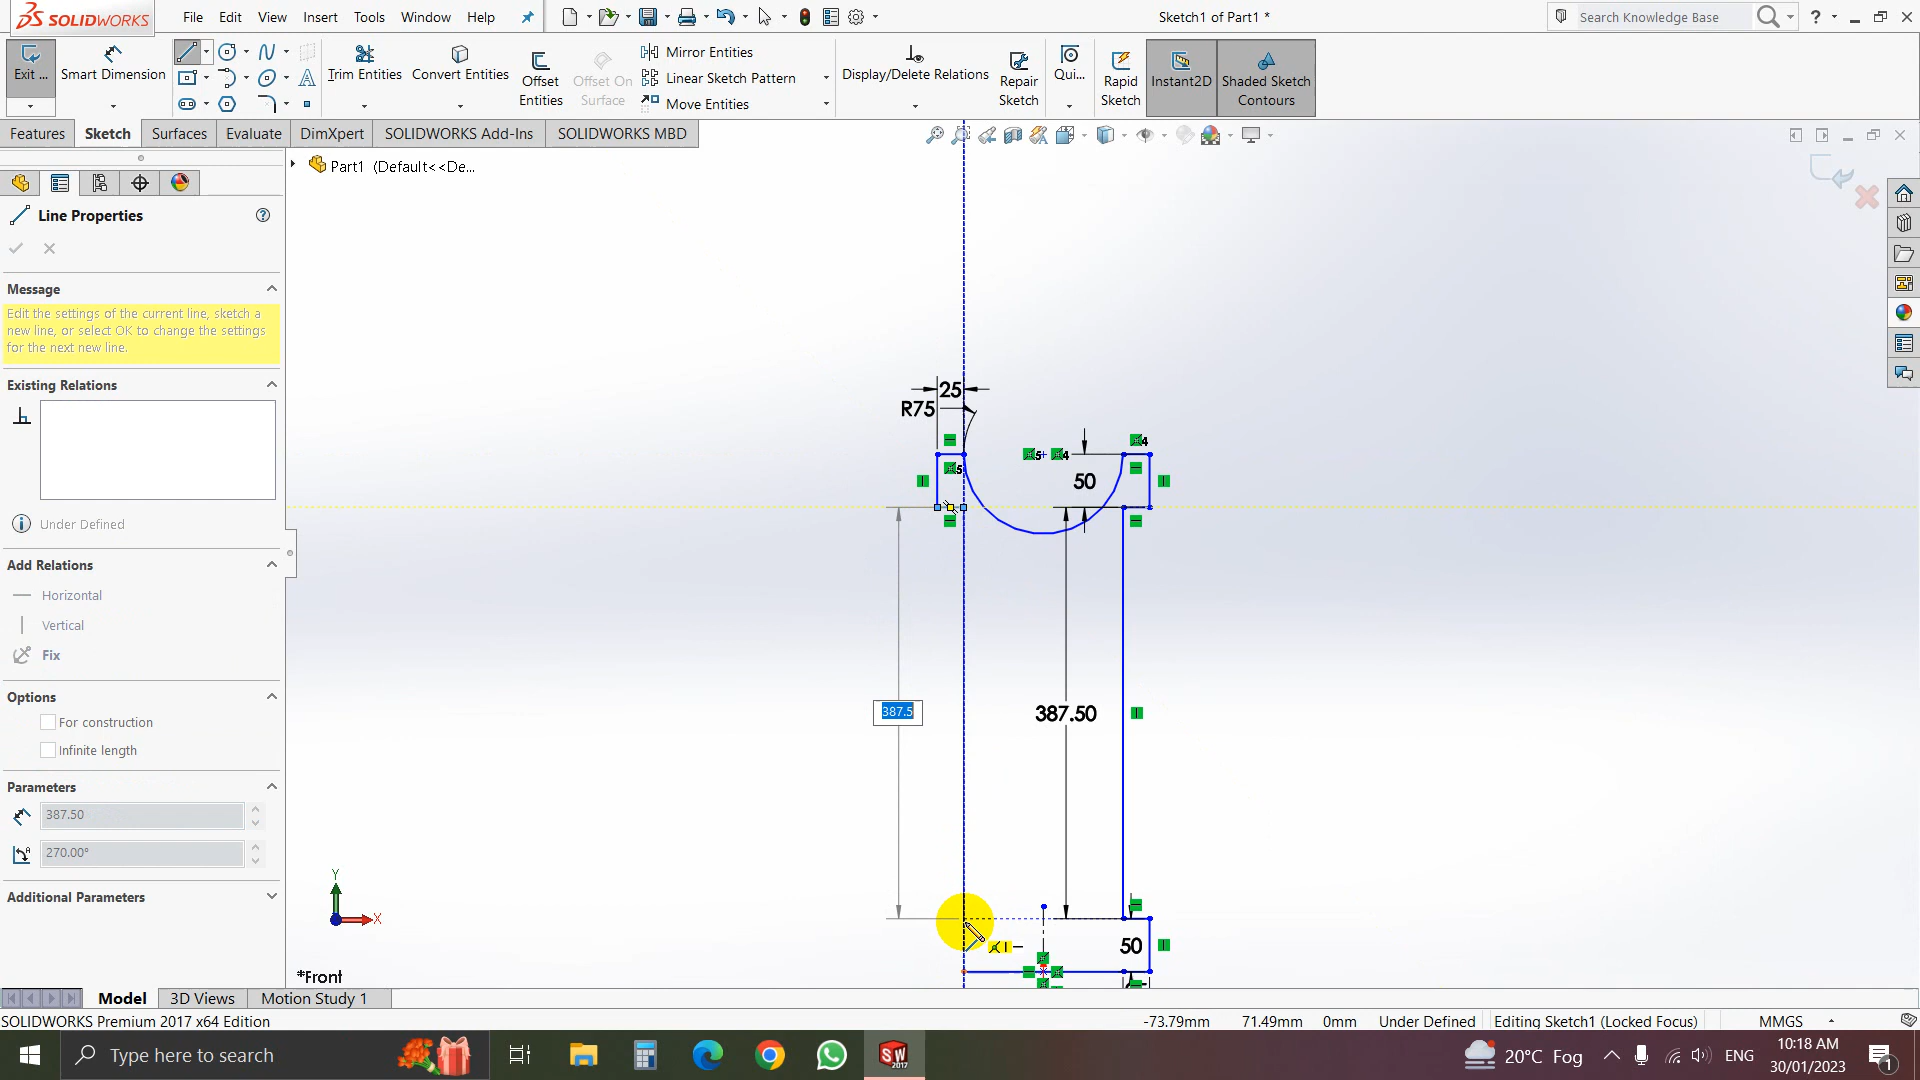 SOLIDWORKS File Edit View Insert Tools Window Help
Sketch1 of Part1 *
Search Knowledge Base
Exit ... Smart Dimension
Trim Entities Convert Entities
Offset Entities
Offset On Surface
Mirror Entities
Linear Sketch Pattern
Move Entities
Display/Delete Relations
Repair Sketch
Qui...
Rapid Sketch
Instant2D
Shaded Sketch Contours
Features Sketch Surfaces Evaluate DimXpert SOLIDWORKS Add-Ins SOLIDWORKS MBD
Part1 (Default<<De...
Line Properties
Message
Edit the settings of the current line, sketch a
new line, or select OK to change the settings
for the next new line.
Existing Relations
Under Defined
Add Relations
Horizontal
Vertical
Fix
Options
For construction
Infinite length
Parameters
387.50
270.00°
Additional Parameters
25
R75
5
5 4
4
50
387.5
387.50
50
Y
X
*Front
Model 3D Views Motion Study 1
SOLIDWORKS Premium 2017 x64 Edition
-73.79mm 71.49mm 0mm Under Defined Editing Sketch1 (Locked Focus) MMGS
Type here to search
SW
2017
20°C Fog
ENG
10:18 AM
30/01/2023
1